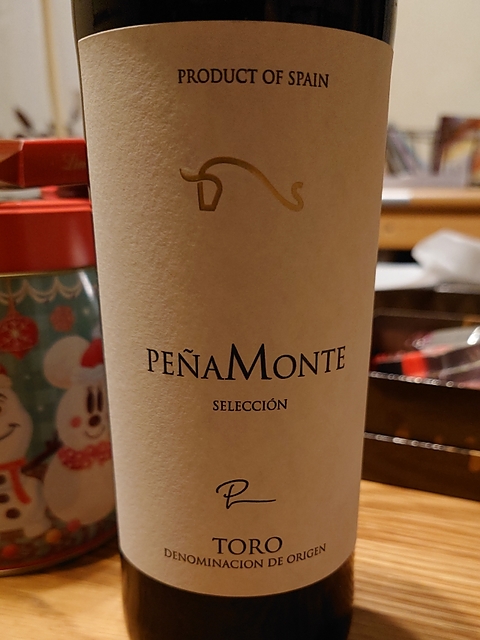 PRODUCT OF SPAIN
PEÑAMONTE
SELECCIÓN
TORO
DENOMINACION DE ORIGEN